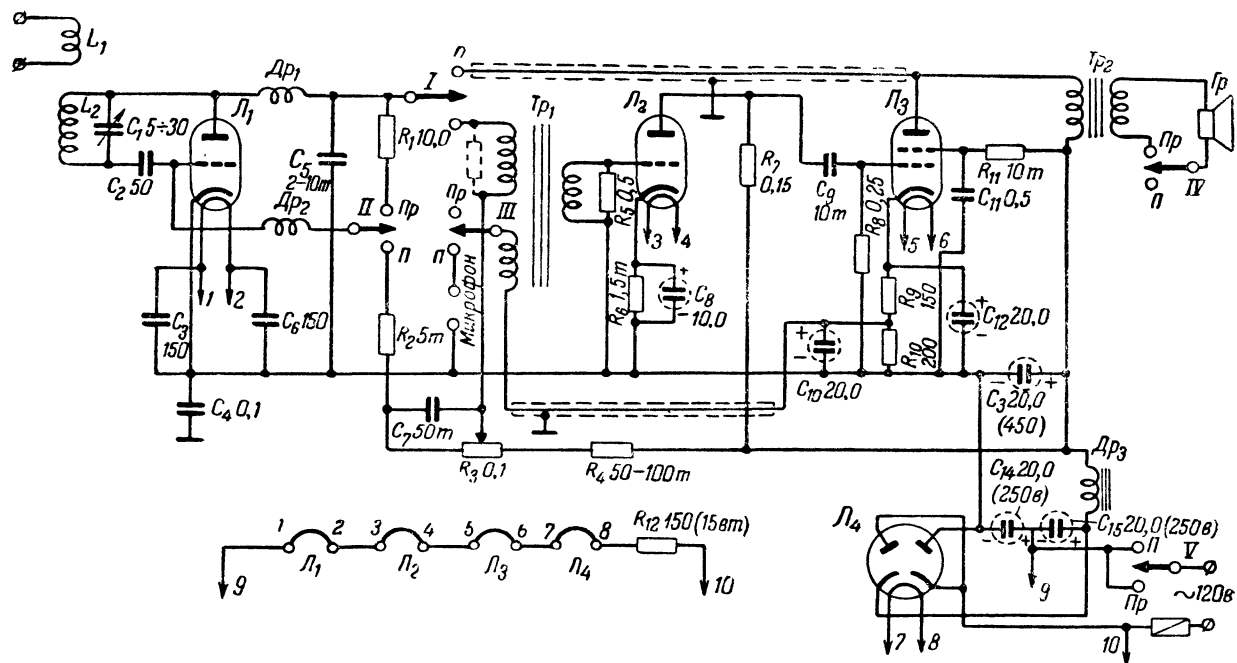 L₁
L₂
C₁ 5÷30
C₂ 50
Л₁
Др₁
Др₂
C₅
2-10т
R₁ 10,0
I
п
II
Пр
п
1
2
C₃
150
C₆ 150
C₄ 0,1
R₂ 5т
C₇ 50т
R₃ 0,1
R₄ 50-100т
Микрофон
Пр
III
п
Тр₁
R₅ 0,5
Л₂
3
4
R₆ 1,5т
+
C₈
- 10,0
R₇
0,15
C₉
10т
R₈ 0,25
Л₃
5
6
R₉
150
R₁₀
200
+
-
C₁₀ 20,0
R₁₁ 10т
C₁₁ 0,5
+
C₁₂ 20,0
-
- +
C₃ 20,0
(450)
Тр₂
Гр
Пр
IV
п
Др₃
C₁₄ 20,0
(250в)
C₁₅ 20,0 (250в)
- +
+
Л₄
7
8
9
10
П
V
Пр
~120в
1 2 3 4 5 6 7 8
R₁₂ 150 (15вт)
Л₁ Л₂ Л₃ Л₄
9
10